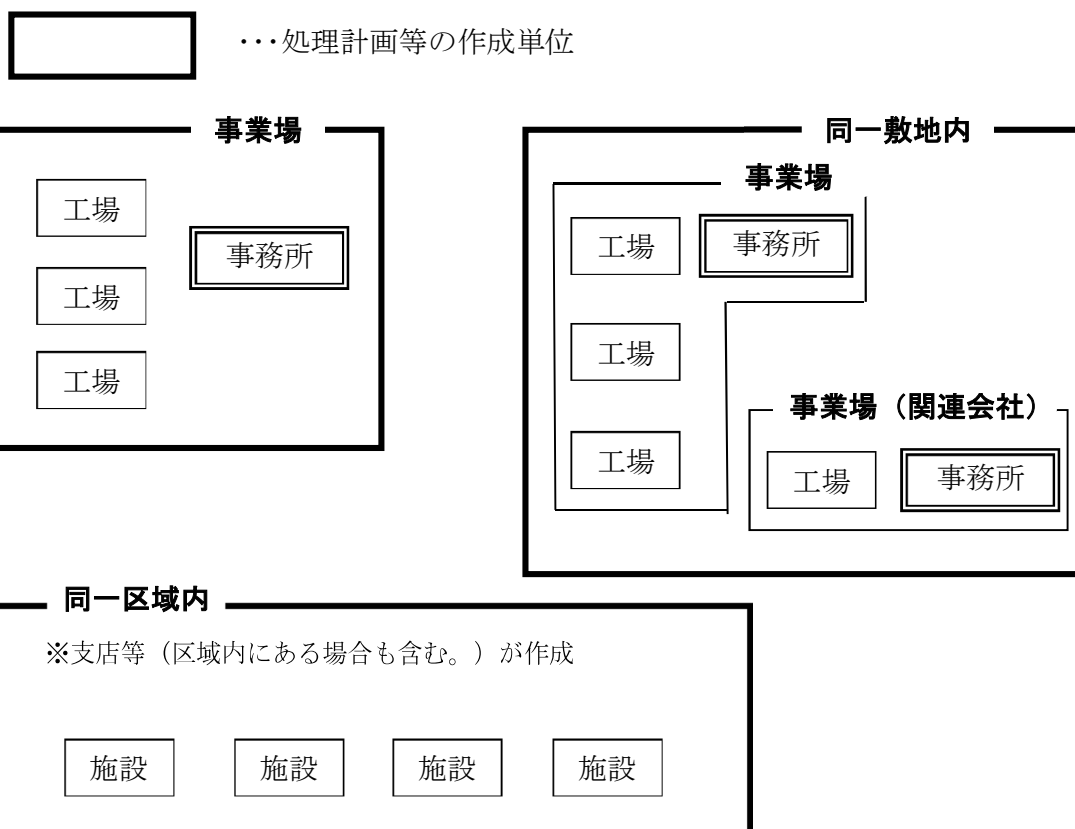 ･･･処理計画等の作成単位
事業場
工場
事務所
工場
工場
同一敷地内
事業場
工場
事務所
工場
工場
事業場（関連会社）
工場
事務所
同一区域内
※支店等（区域内にある場合も含む。）が作成
施設
施設
施設
施設